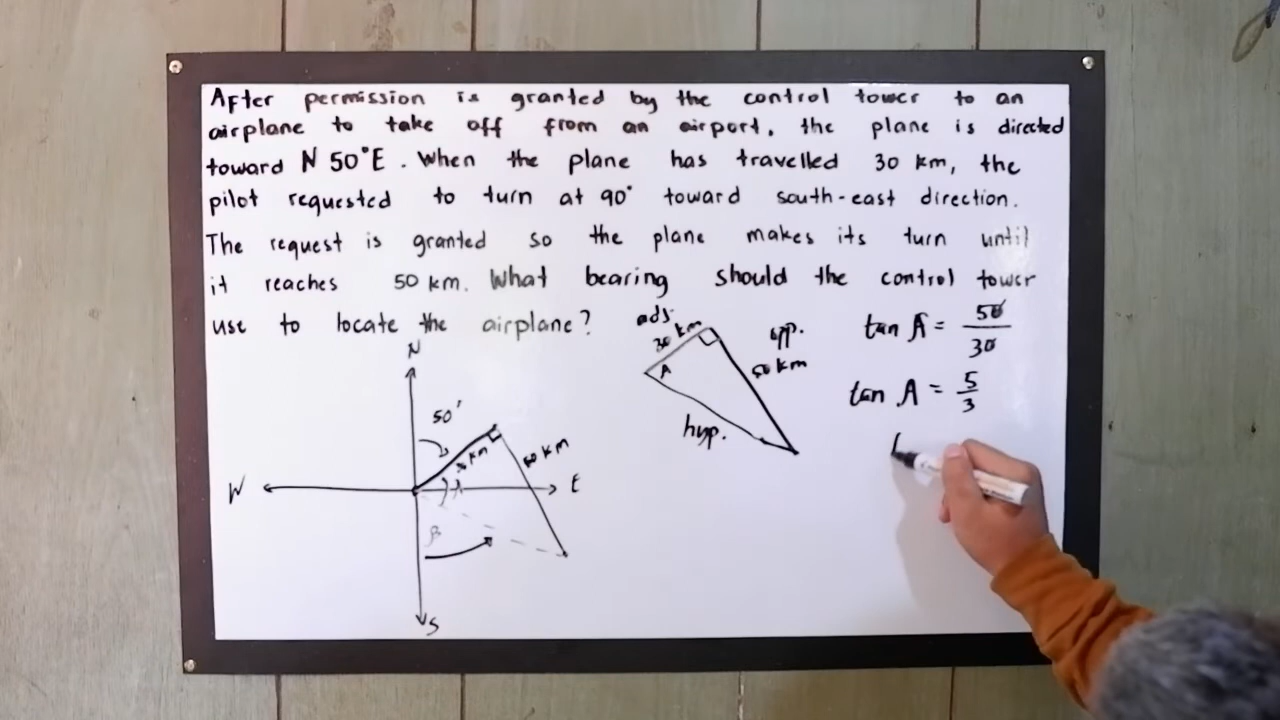 After permission is granted by the control tower to an
airplane to take off from an airport, the plane is directed
toward N 50°E. When the plane has travelled 30 km, the
pilot requested to turn at 90° toward south-east direction.
The request is granted so the plane makes its turn until
it reaches 50 km. What bearing should the control tower
use to locate the airplane?
adj.
30 km
opp.
50 km
A
hyp.
tan A = 50/30
tan A = 5/3
N
50°
30 km
50 km
W
A
E
β
S